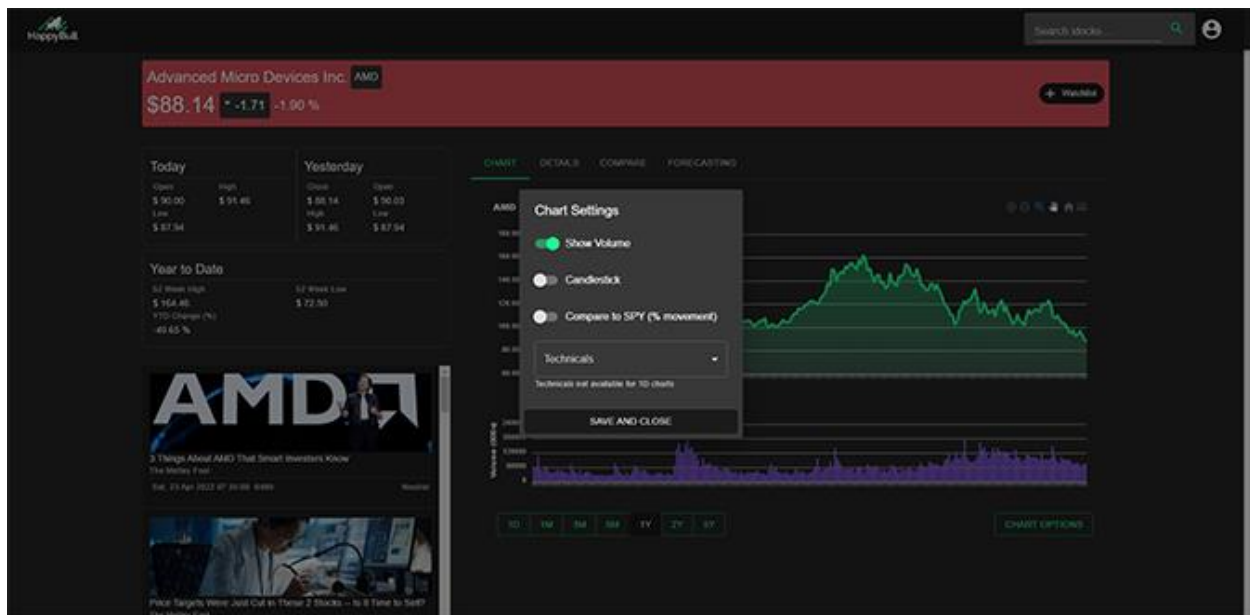 HappyBull
Search stocks...
Advanced Micro Devices Inc. AMD
$88.14 -1.71 -1.90 %
+ Watchlist
Today
Open High
$ 90.00 $ 91.46
Low
$ 87.94
Yesterday
Close Open
$ 88.14 $ 90.03
High Low
$ 91.46 $ 87.94
Year to Date
52 Week High 52 Week Low
$ 164.46 $ 72.50
YTD Change (%)
-49.65 %
CHART DETAILS COMPARE FORECASTING
AMD
Chart Settings
Show Volume
Candlestick
Compare to SPY (% movement)
Technicals
Technicals not available for 1D charts
SAVE AND CLOSE
AMD
3 Things About AMD That Smart Investors Know
The Motley Fool
Neutral
Price Targets Were Just Cut in These 2 Stocks -- Is It Time to Sell?
The Motley Fool
1D 1M 3M 6M 1Y 2Y 5Y
CHART OPTIONS